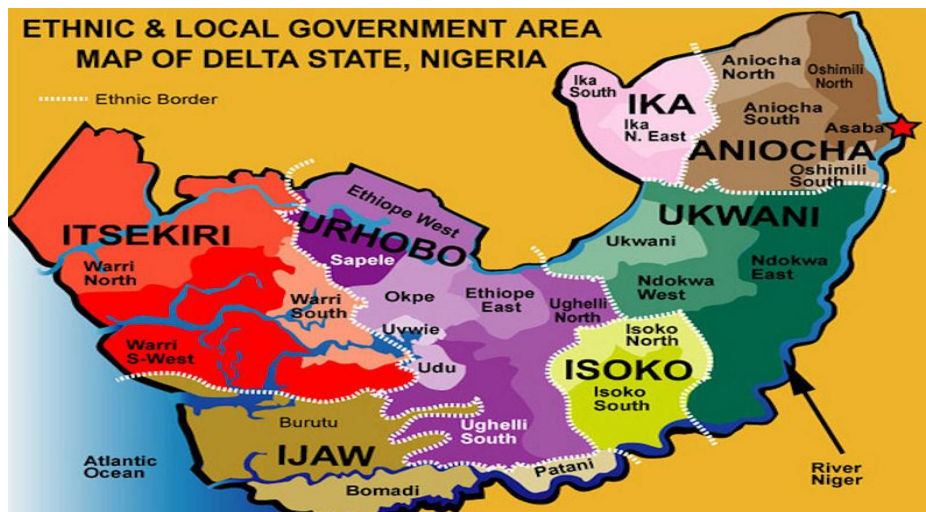 ETHNIC & LOCAL GOVERNMENT AREA
MAP OF DELTA STATE, NIGERIA
Ethnic Border
Ika
South
IKA
Ika
N. East
Aniocha
North
Oshimili
North
Aniocha
South
Asaba
ANIOCHA
Oshimili
South
ITSEKIRI
Warri
North
Warri
South
Warri
S-West
Ethiope West
URHOBO
Sapele
Okpe
Ethiope
East
Ughelli
North
Uvwie
Udu
Ughelli
South
UKWANI
Ukwani
Ndokwa
West
Ndokwa
East
Isoko
North
ISOKO
Isoko
South
Burutu
IJAW
Bomadi
Patani
Atlantic
Ocean
River
Niger